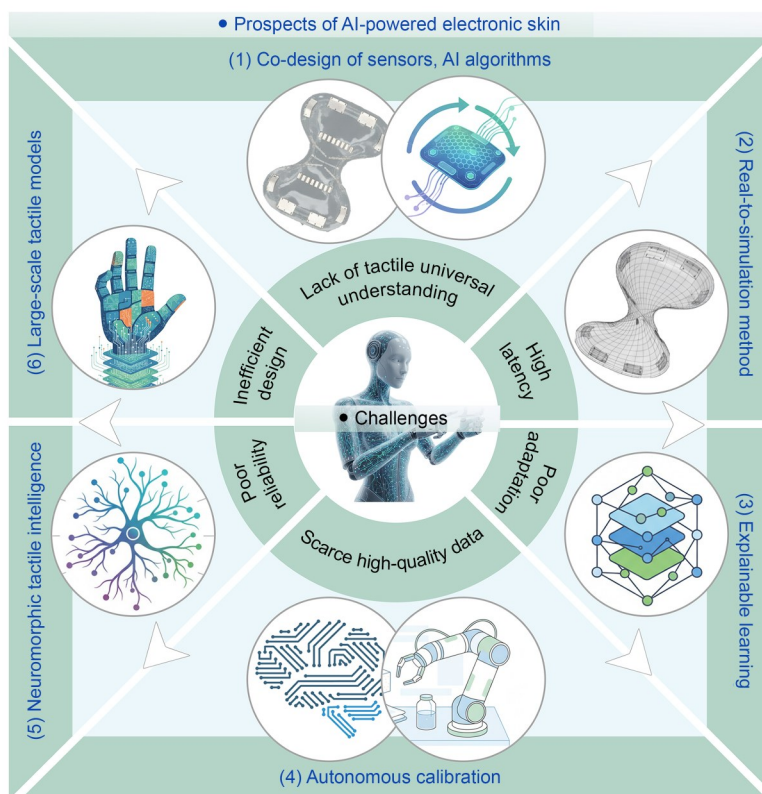 • Prospects of AI-powered electronic skin
(1) Co-design of sensors, AI algorithms
(2) Real-to-simulation method
(3) Explainable learning
(4) Autonomous calibration
(5) Neuromorphic tactile intelligence
(6) Large-scale tactile models
Lack of tactile universal
understanding
High
latency
Poor
adaptation
Scarce high-quality data
Poor
reliability
Inefficient
design
• Challenges